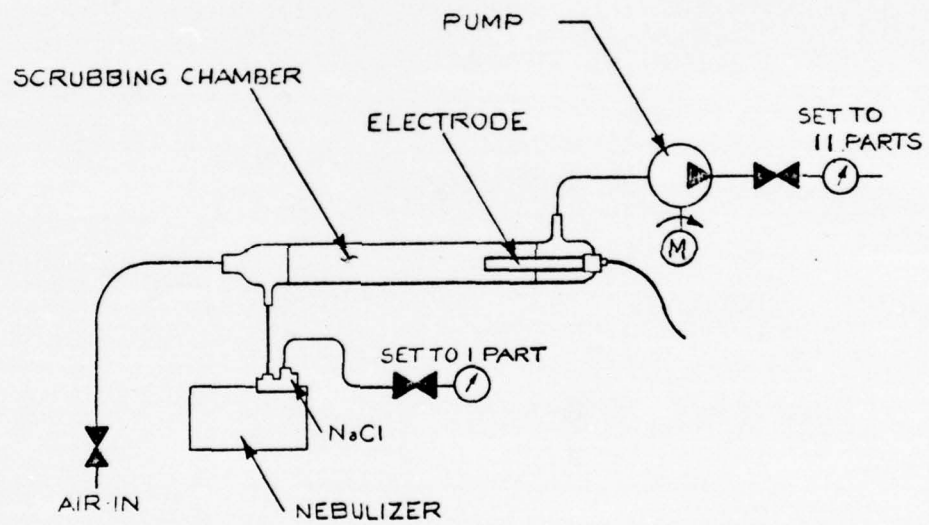 PUMP
SCRUBBING CHAMBER
ELECTRODE
SET TO
11 PARTS
M
SET TO 1 PART
NaCl
AIR-IN
NEBULIZER